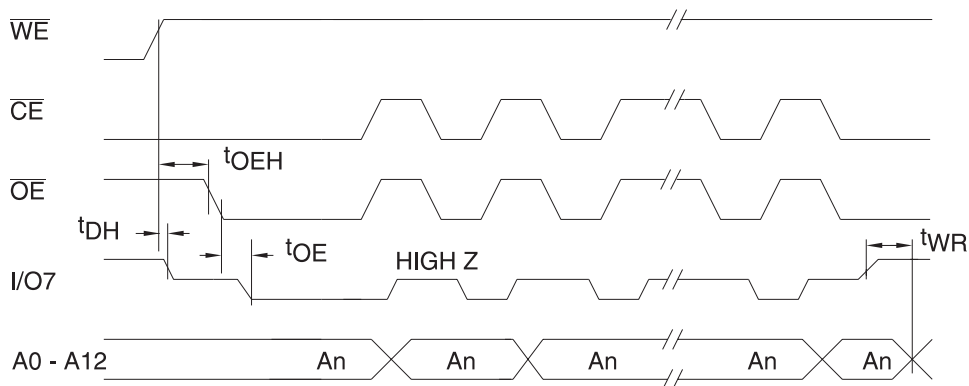 WE
CE
tOEH
OE
tDH
tOE
tWR
I/O7
HIGH Z
A0 - A12
An
An
An
An
An